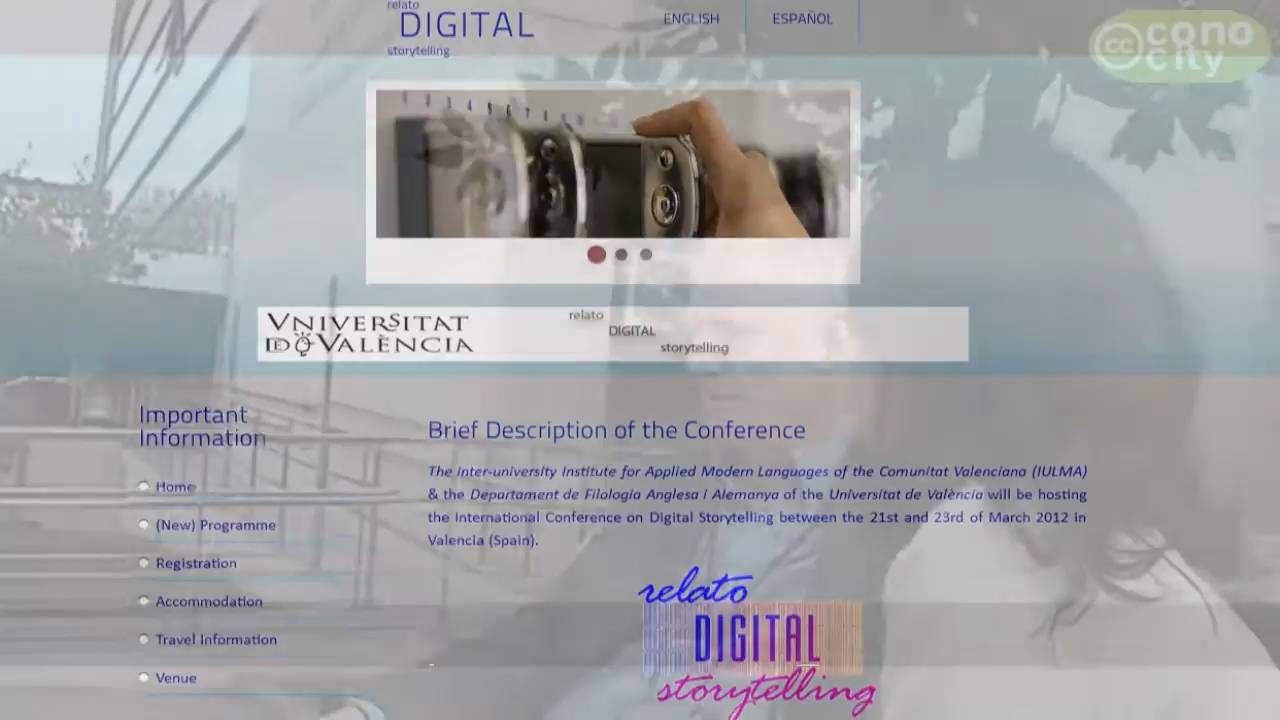 relato
DIGITAL
storytelling
ENGLISH
ESPAÑOL
cc cono
city
VNIVERSITAT
DE VALÈNCIA
relato
DIGITAL
storytelling
Important
Information
Home
(New) Programme
Registration
Accommodation
Travel Information
Venue
Brief Description of the Conference
The Inter-university Institute for Applied Modern Languages of the Comunitat Valenciana (IULMA)
& the Departament de Filologia Anglesa i Alemanya of the Universitat de València will be hosting
the International Conference on Digital Storytelling between the 21st and 23rd of March 2012 in
Valencia (Spain).
relato
DIGITAL
storytelling